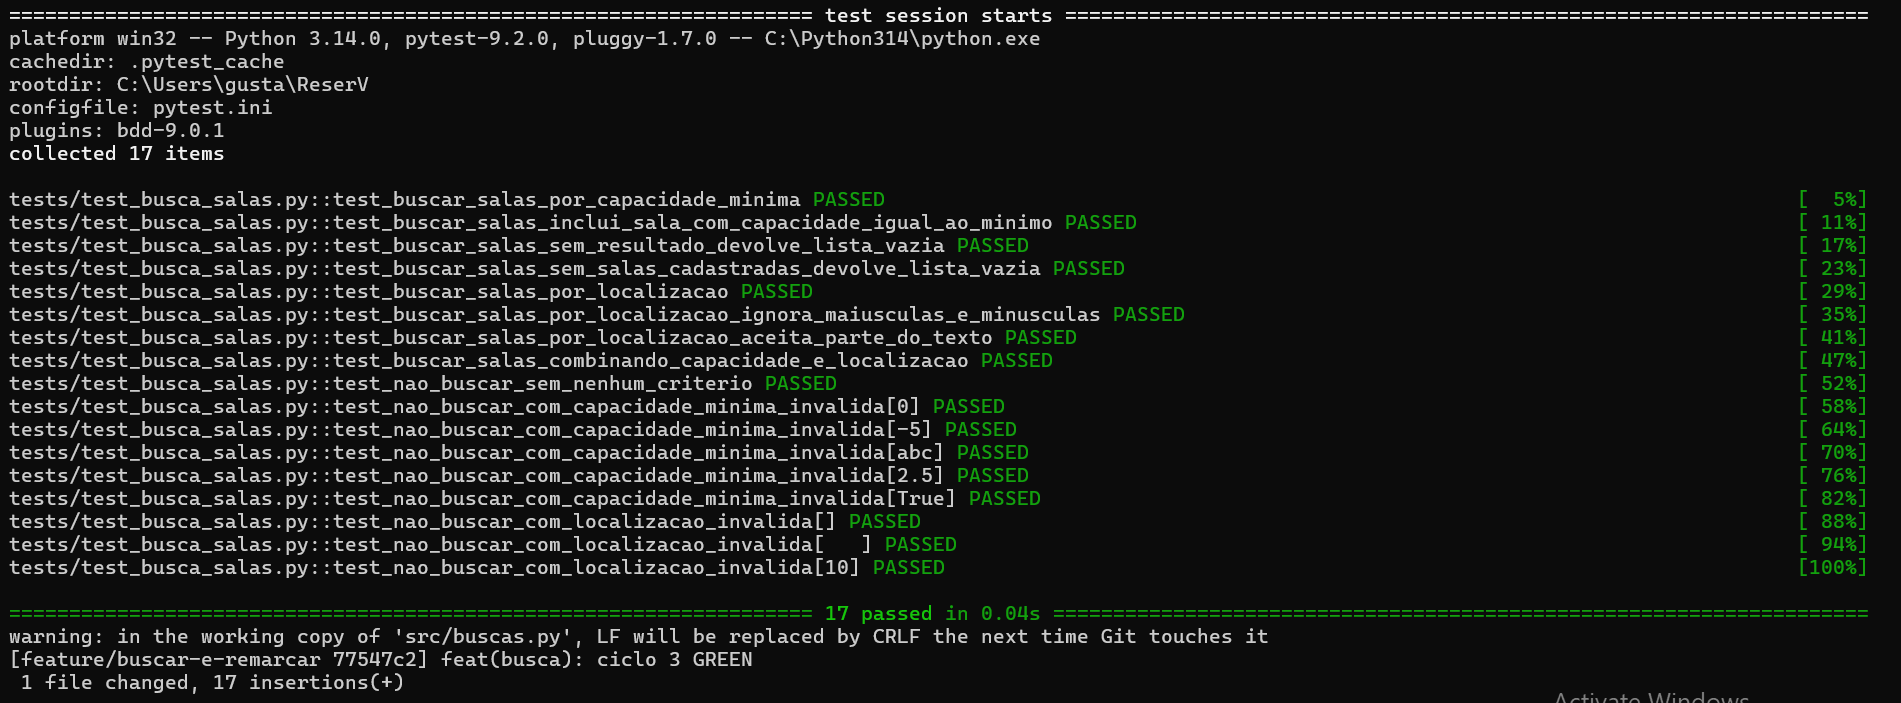 =================================================================== test session starts ===================================================================
platform win32 -- Python 3.14.0, pytest-9.2.0, pluggy-1.7.0 -- C:\Python314\python.exe
cachedir: .pytest_cache
rootdir: C:\Users\gusta\ReserV
configfile: pytest.ini
plugins: bdd-9.0.1
collected 17 items
tests/test_busca_salas.py::test_buscar_salas_por_capacidade_minima PASSED [  5%]
tests/test_busca_salas.py::test_buscar_salas_inclui_sala_com_capacidade_igual_ao_minimo PASSED [ 11%]
tests/test_busca_salas.py::test_buscar_salas_sem_resultado_devolve_lista_vazia PASSED [ 17%]
tests/test_busca_salas.py::test_buscar_salas_sem_salas_cadastradas_devolve_lista_vazia PASSED [ 23%]
tests/test_busca_salas.py::test_buscar_salas_por_localizacao PASSED [ 29%]
tests/test_busca_salas.py::test_buscar_salas_por_localizacao_ignora_maiusculas_e_minusculas PASSED [ 35%]
tests/test_busca_salas.py::test_buscar_salas_por_localizacao_aceita_parte_do_texto PASSED [ 41%]
tests/test_busca_salas.py::test_buscar_salas_combinando_capacidade_e_localizacao PASSED [ 47%]
tests/test_busca_salas.py::test_nao_buscar_sem_nenhum_criterio PASSED [ 52%]
tests/test_busca_salas.py::test_nao_buscar_com_capacidade_minima_invalida[0] PASSED [ 58%]
tests/test_busca_salas.py::test_nao_buscar_com_capacidade_minima_invalida[-5] PASSED [ 64%]
tests/test_busca_salas.py::test_nao_buscar_com_capacidade_minima_invalida[abc] PASSED [ 70%]
tests/test_busca_salas.py::test_nao_buscar_com_capacidade_minima_invalida[2.5] PASSED [ 76%]
tests/test_busca_salas.py::test_nao_buscar_com_capacidade_minima_invalida[True] PASSED [ 82%]
tests/test_busca_salas.py::test_nao_buscar_com_localizacao_invalida[] PASSED [ 88%]
tests/test_busca_salas.py::test_nao_buscar_com_localizacao_invalida[   ] PASSED [ 94%]
tests/test_busca_salas.py::test_nao_buscar_com_localizacao_invalida[10] PASSED [100%]
=================================================================== 17 passed in 0.04s ====================================================================
warning: in the working copy of 'src/buscas.py', LF will be replaced by CRLF the next time Git touches it
[feature/buscar-e-remarcar 77547c2] feat(busca): ciclo 3 GREEN
 1 file changed, 17 insertions(+)
Activate Windows